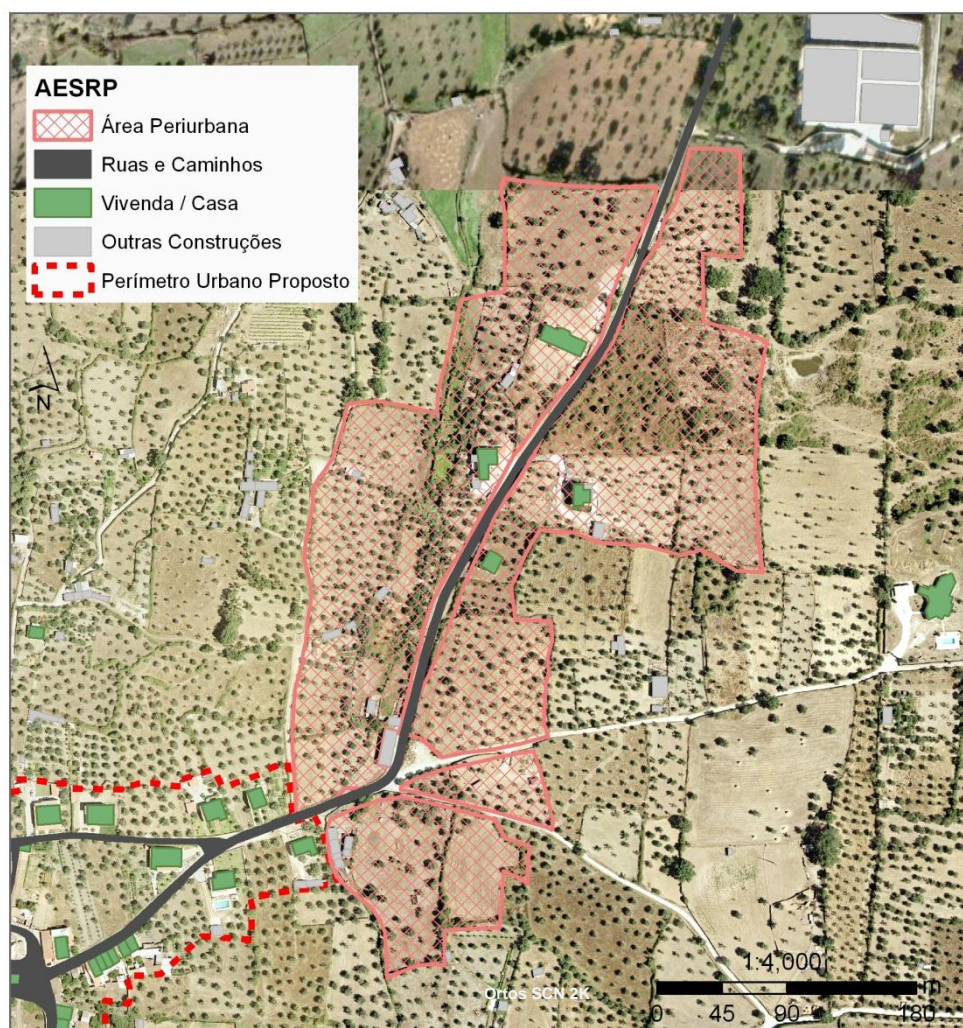 AESRP
Área Periurbana
Ruas e Caminhos
Vivenda / Casa
Outras Construções
Perímetro Urbano Proposto
N
1:4,000
m
Ortos SCN 2K
0 45 90 180